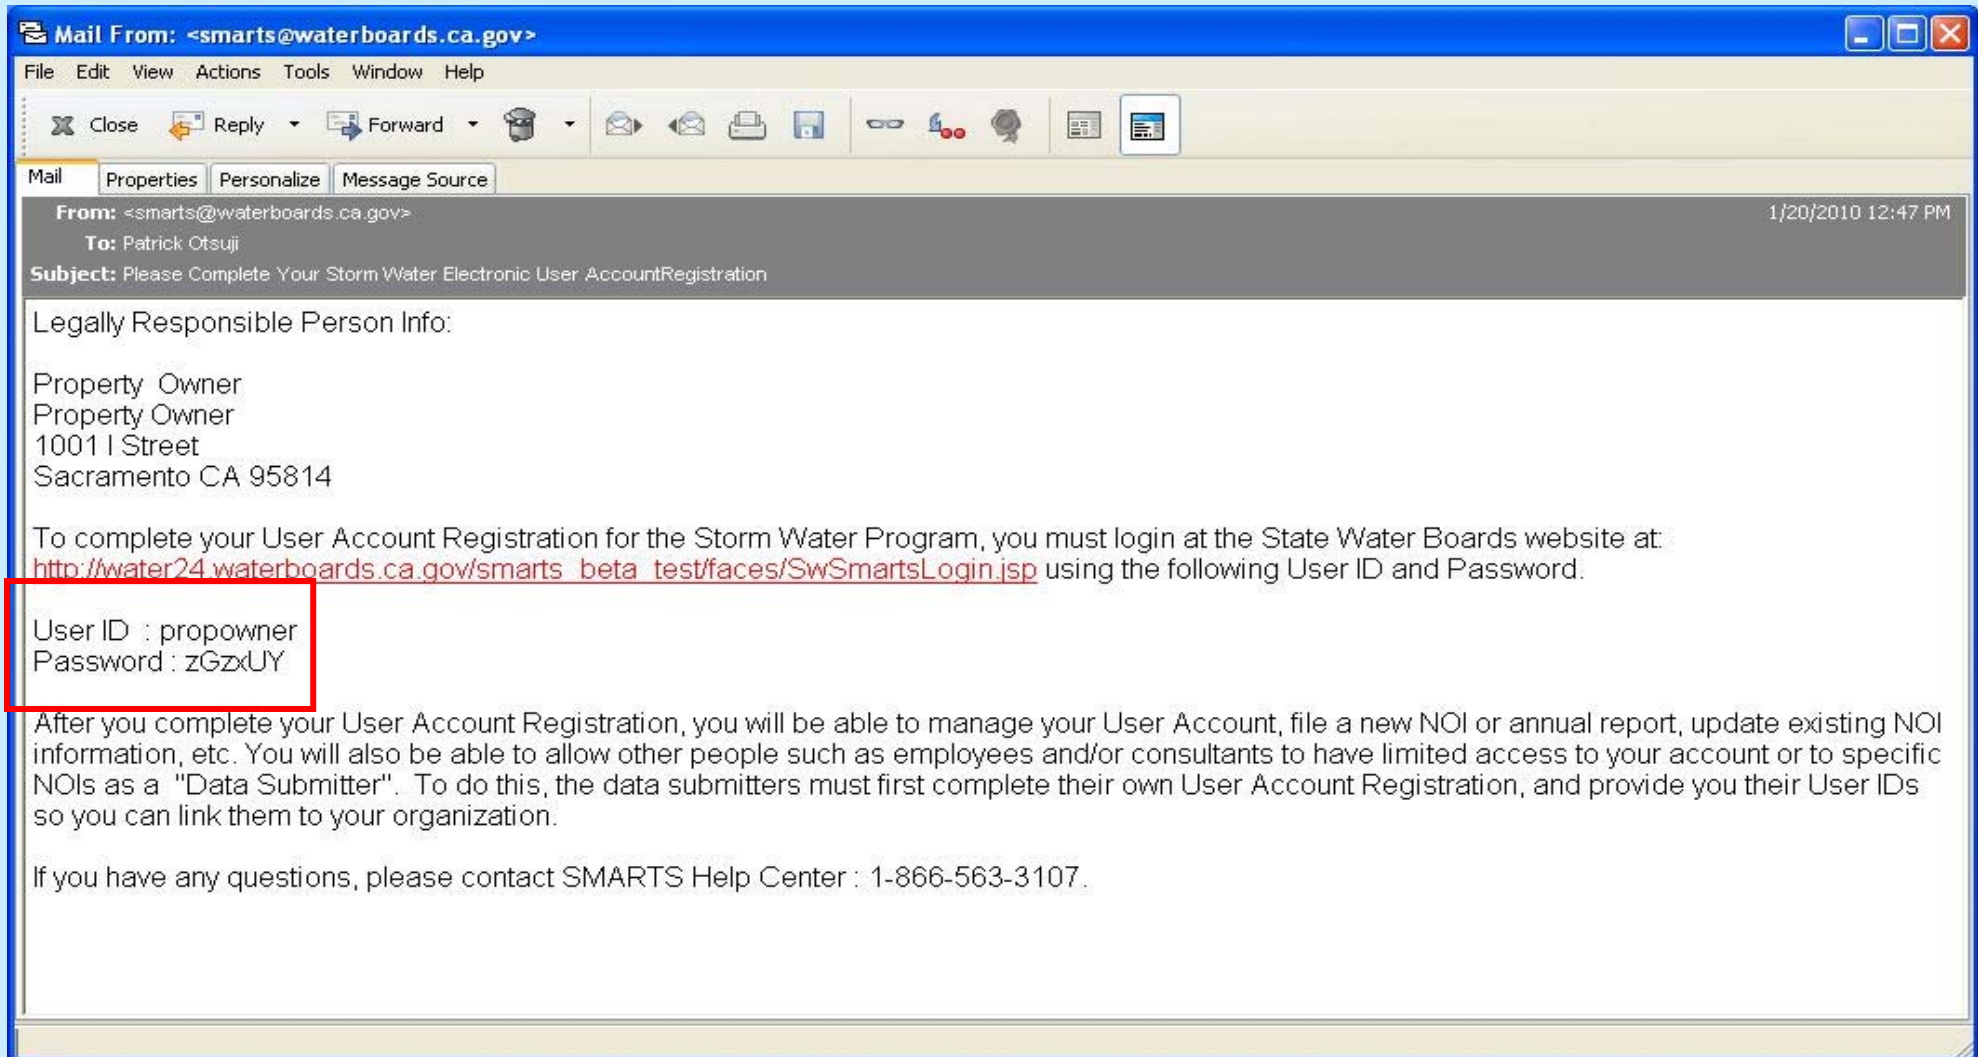 Mail From: <smarts@waterboards.ca.gov>
File Edit View Actions Tools Window Help
Close Reply Forward
Mail Properties Personalize Message Source
From: <smarts@waterboards.ca.gov> 1/20/2010 12:47 PM
To: Patrick Otsuji
Subject: Please Complete Your Storm Water Electronic User AccountRegistration
Legally Responsible Person Info:
Property  Owner
Property Owner
1001 I Street
Sacramento CA 95814
To complete your User Account Registration for the Storm Water Program, you must login at the State Water Boards website at:
http://water24.waterboards.ca.gov/smarts_beta_test/faces/SwSmartsLogin.jsp using the following User ID and Password.
User ID  : propowner
Password : zGzxUY
After you complete your User Account Registration, you will be able to manage your User Account, file a new NOI or annual report, update existing NOI
information, etc. You will also be able to allow other people such as employees and/or consultants to have limited access to your account or to specific
NOIs as a  "Data Submitter".  To do this, the data submitters must first complete their own User Account Registration, and provide you their User IDs
so you can link them to your organization.
If you have any questions, please contact SMARTS Help Center : 1-866-563-3107.